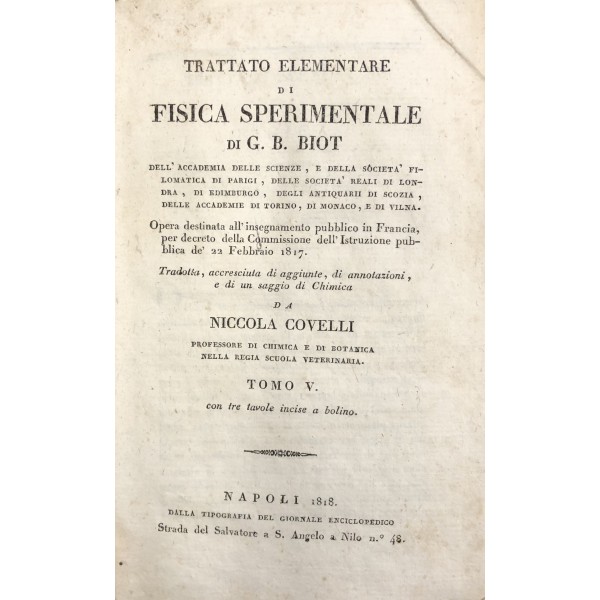 TRATTATO ELEMENTARE
DI
FISICA SPERIMENTALE
DI G. B. BIOT
DELL' ACCADEMIA DELLE SCIENZE, E DELLA SOCIETA' FI-
LOMATICA DI PARIGI, DELLE SOCIETA' REALI DI LON-
DRA, DI EDIMBURGO, DEGLI ANTIQUARII DI SCOZIA,
DELLE ACCADEMIE DI TORINO, DI MONACO, E DI VILNA.
Opera destinata all'insegnamento pubblico in Francia,
per decreto della Commissione dell'Istruzione pub-
blica de' 22 Febbraio 1817.
Tradotta, accresciuta di aggiunte, di annotazioni,
e di un saggio di Chimica
DA
NICCOLA COVELLI
PROFESSORE DI CHIMICA E DI BOTANICA
NELLA REGIA SCUOLA VETERINARIA.
TOMO V.
con tre tavole incise a bolino.
NAPOLI 1818.
DALLA TIPOGRAFIA DEL GIORNALE ENCICLOPEDICO
Strada del Salvatore a S. Angelo a Nilo n.º 48.